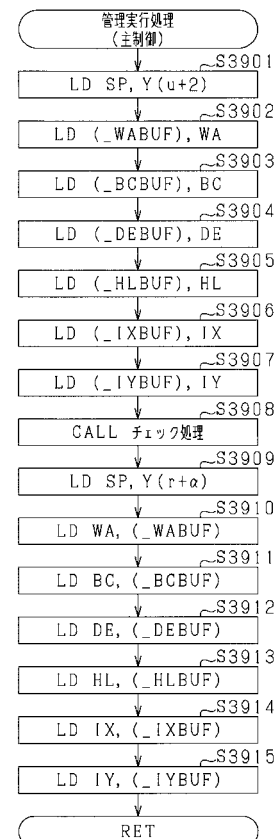 管理実行処理
(主制御)
S3901
LD SP, Y(u+2)
S3902
LD (_WABUF), WA
S3903
LD (_BCBUF), BC
S3904
LD (_DEBUF), DE
S3905
LD (_HLBUF), HL
S3906
LD (_IXBUF), IX
S3907
LD (_IYBUF), IY
S3908
CALL チェック処理
S3909
LD SP, Y(r+α)
S3910
LD WA, (_WABUF)
S3911
LD BC, (_BCBUF)
S3912
LD DE, (_DEBUF)
S3913
LD HL, (_HLBUF)
S3914
LD IX, (_IXBUF)
S3915
LD IY, (_IYBUF)
RET